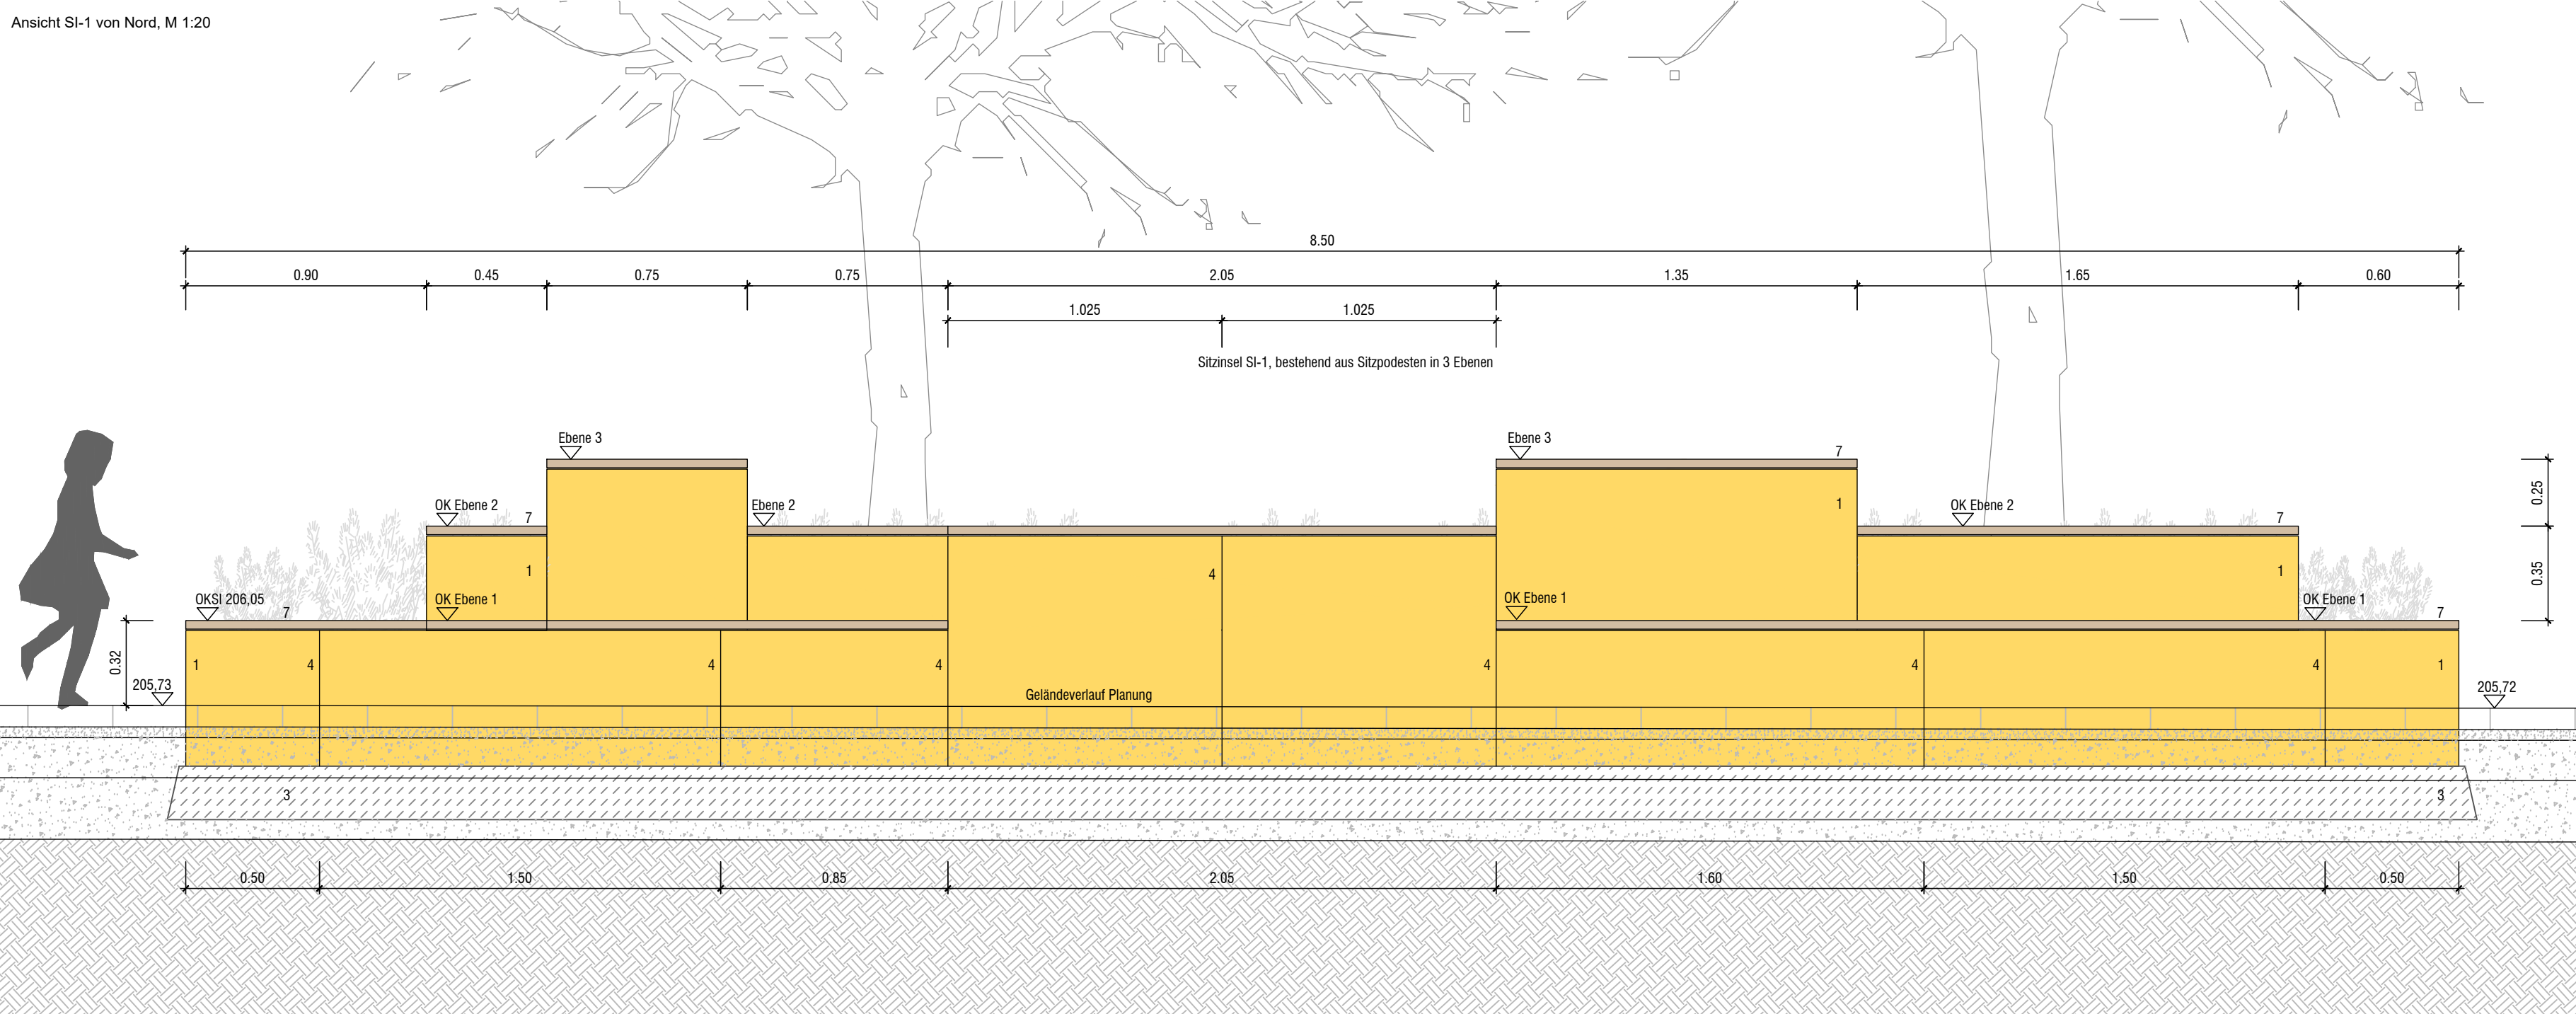 Ansicht SI-1 von Nord, M 1:20
8.50
0.90 0.45 0.75 0.75 2.05 1.35 1.65 0.60
1.025 1.025
Sitzinsel SI-1, bestehend aus Sitzpodesten in 3 Ebenen
Ebene 3 Ebene 3 7
OK Ebene 2 7 Ebene 2 1 OK Ebene 2 7 0.25
1 4 1 0.35
OKSI 206,05 7 OK Ebene 1 OK Ebene 1 OK Ebene 1 7
0.32 1 4 4 4 4 4 4 1
205,73 Geländeverlauf Planung 205,72
3 3
0.50 1.50 0.85 2.05 1.60 1.50 0.50